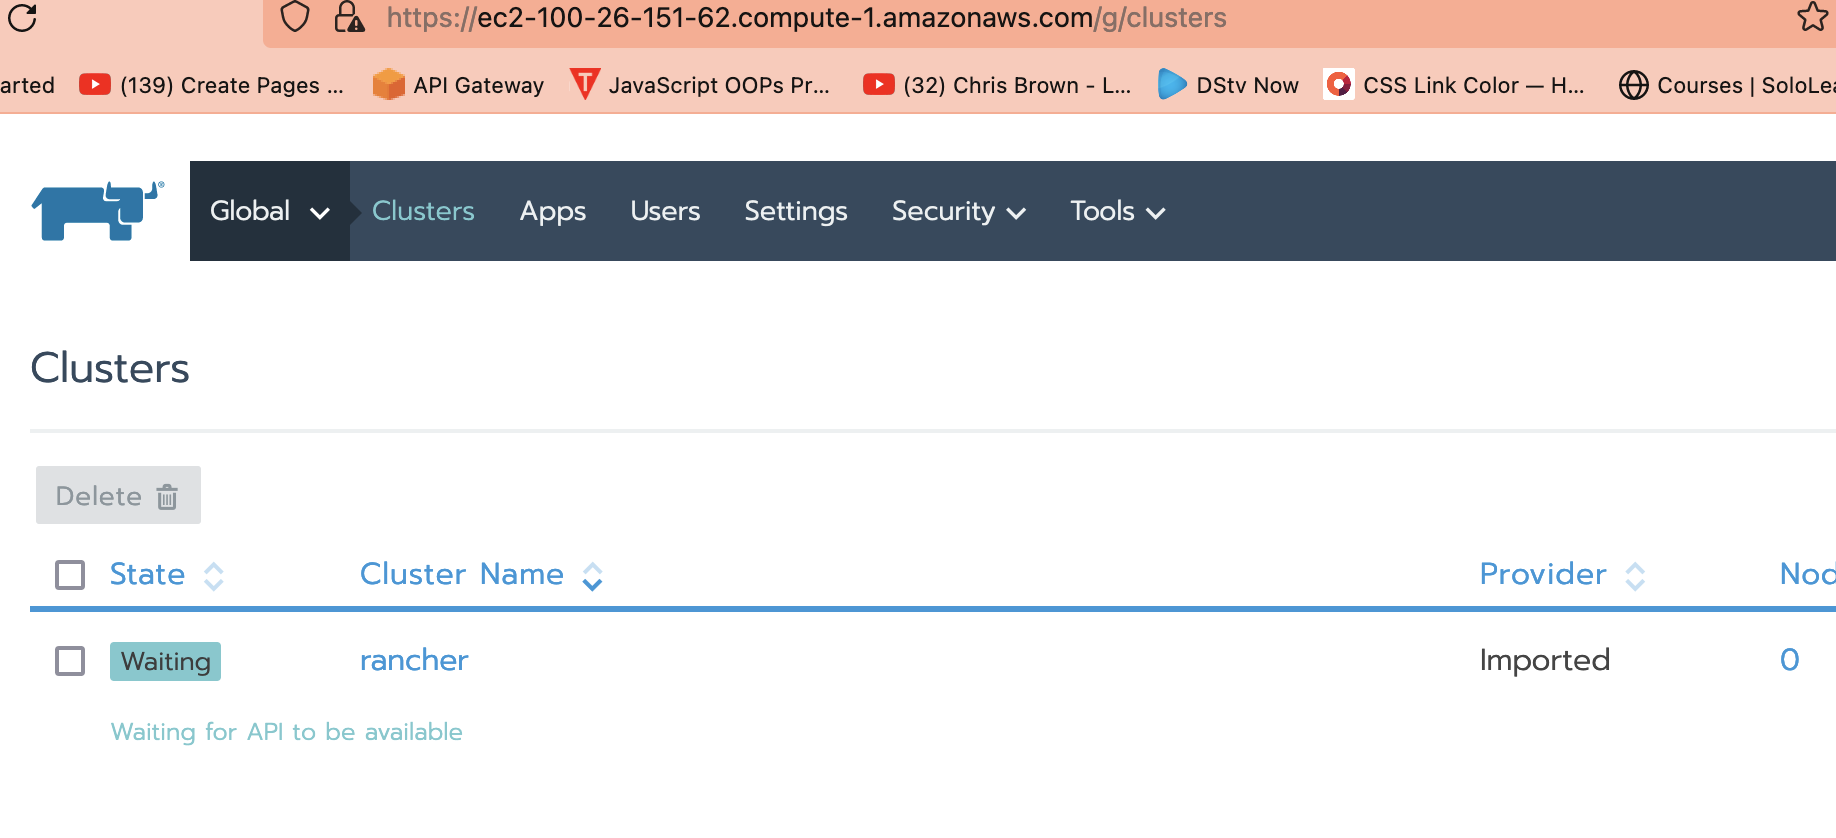 https://ec2-100-26-151-62.compute-1.amazonaws.com/g/clusters
arted (139) Create Pages ... API Gateway JavaScript OOPs Pr... (32) Chris Brown - L... DStv Now CSS Link Color — H... Courses | SoloLea
Global Clusters Apps Users Settings Security Tools
Clusters
Delete
State Cluster Name Provider Nod
Waiting rancher Imported 0
Waiting for API to be available